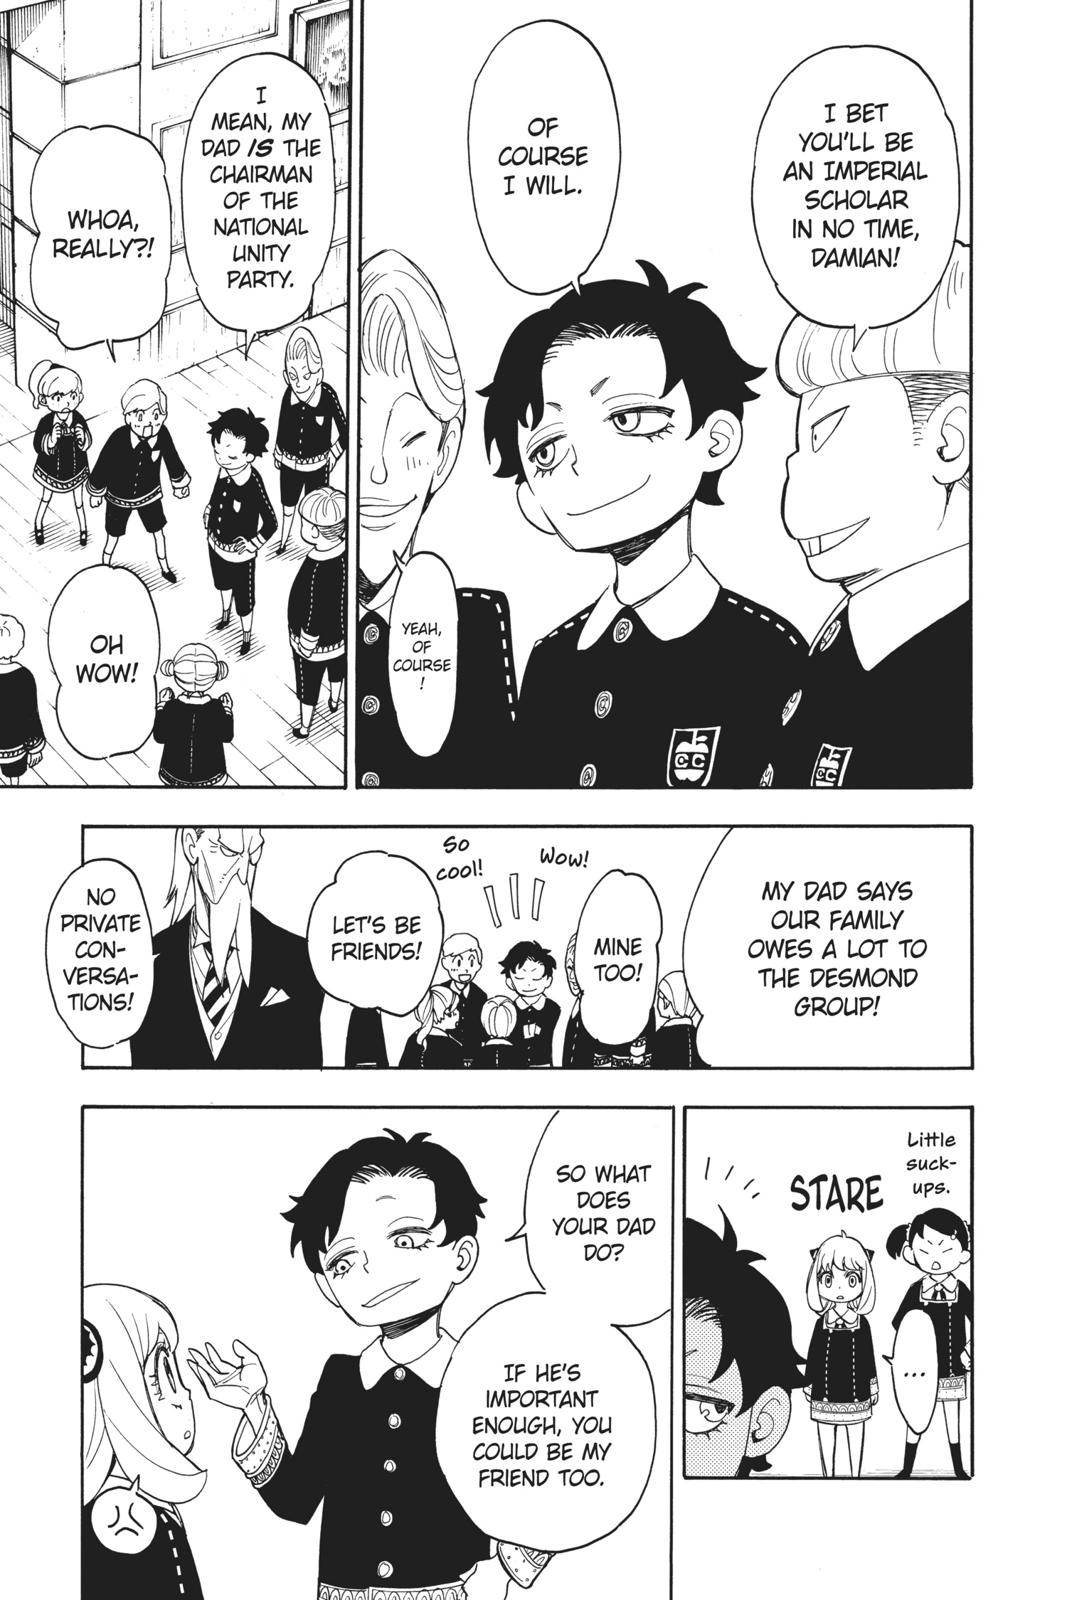 I BET
YOU'LL BE
AN IMPERIAL
SCHOLAR
IN NO TIME,
DAMIAN!
OF
COURSE
I WILL.
YEAH,
OF
COURSE
!
CC
CC
I
MEAN, MY
DAD IS THE
CHAIRMAN
OF THE
NATIONAL
UNITY
PARTY.
WHOA,
REALLY?!
OH
WOW!
MY DAD SAYS
OUR FAMILY
OWES A LOT TO
THE DESMOND
GROUP!
MINE
TOO!
Wow!
So
cool!
LET'S BE
FRIENDS!
NO
PRIVATE
CON-
VERSA-
TIONS!
Little
suck-
ups.
STARE
...
SO WHAT
DOES
YOUR DAD
DO?
IF HE'S
IMPORTANT
ENOUGH, YOU
COULD BE MY
FRIEND TOO.